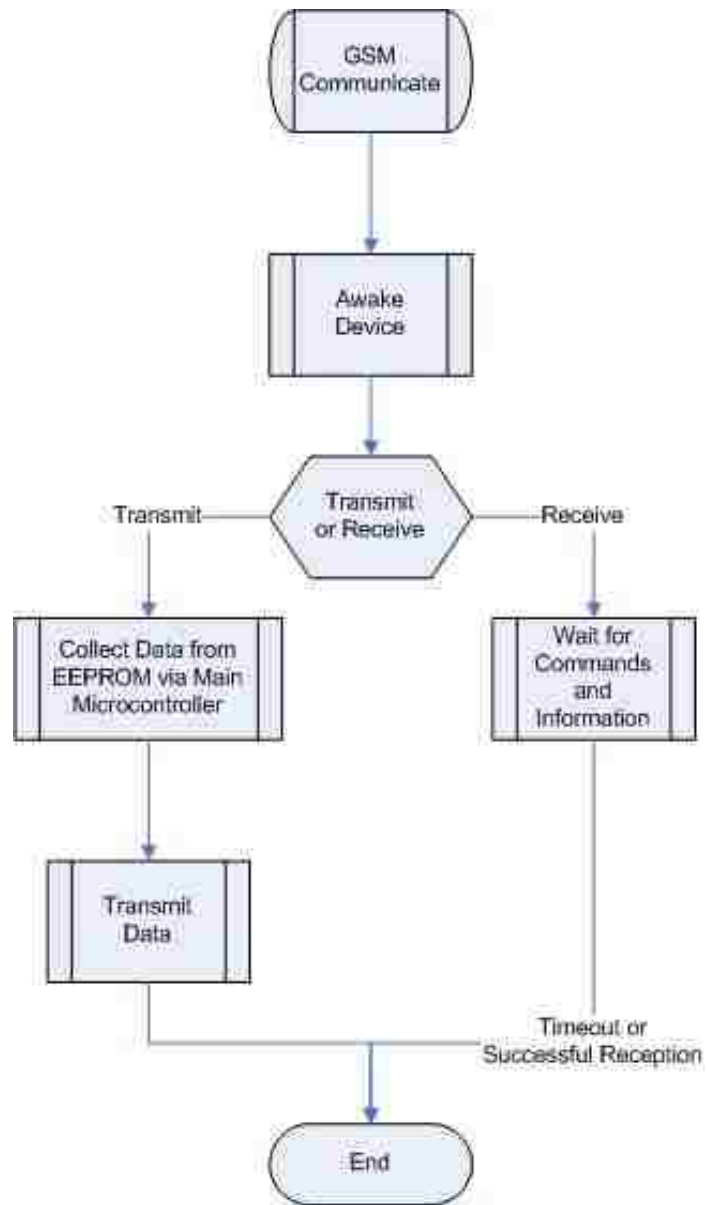 GSM
Communicate
Awake
Device
Transmit
or Receive
Transmit
Receive
Collect Data from
EEPROM via Main
Microcontroller
Wait for
Commands
and
Information
Transmit
Data
Timeout or
Successful Reception
End